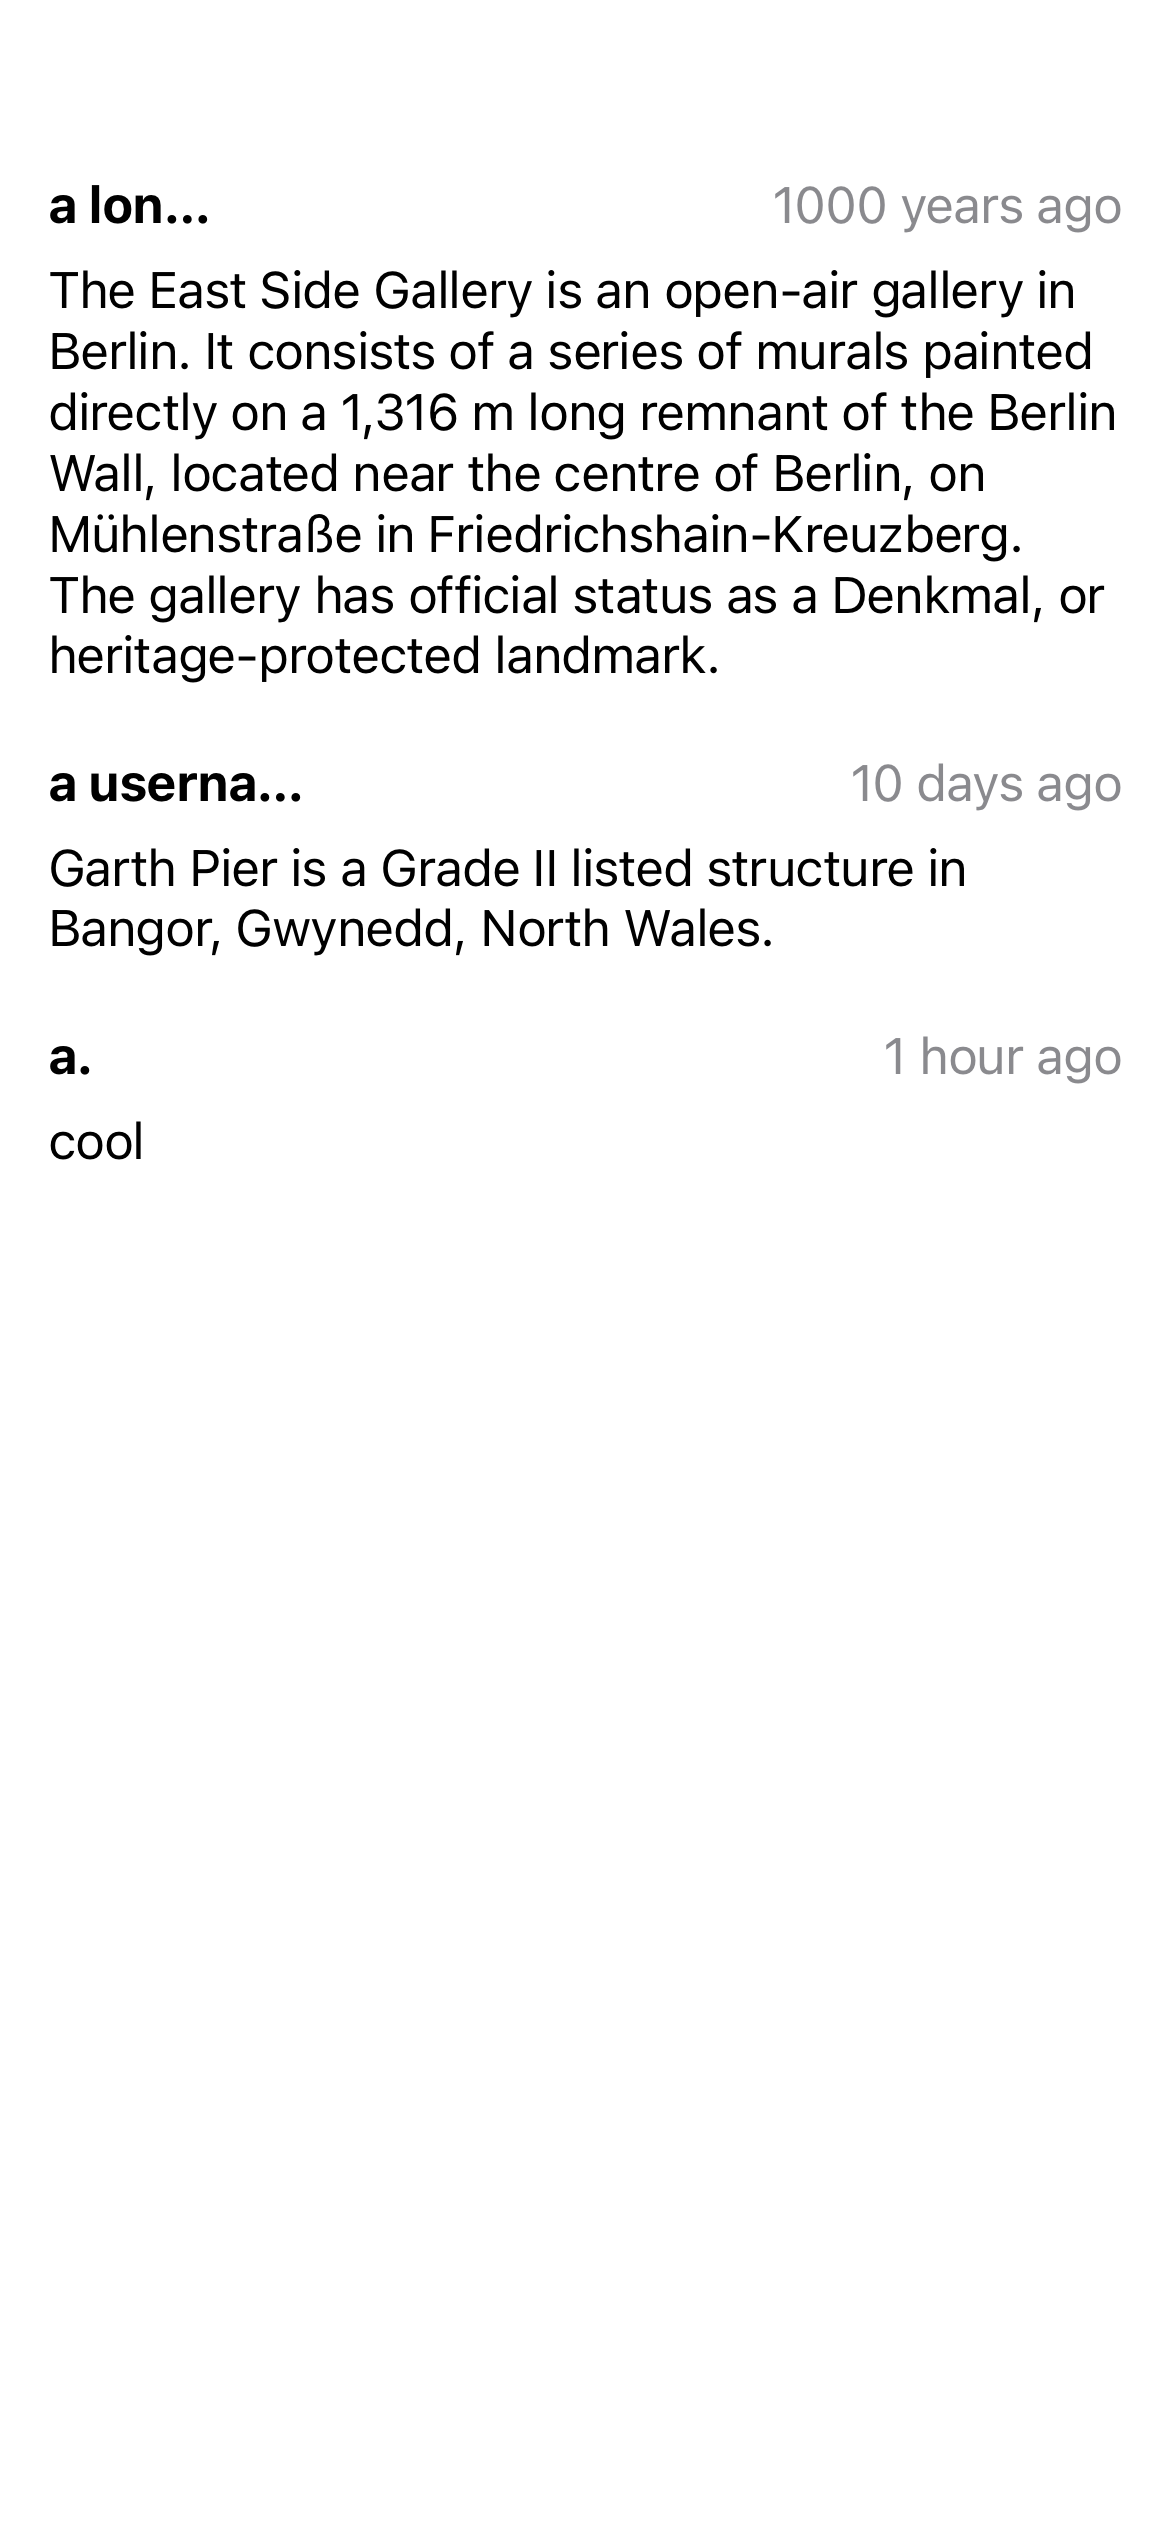 a lon... 1000 years ago
The East Side Gallery is an open-air gallery in
Berlin. It consists of a series of murals painted
directly on a 1,316 m long remnant of the Berlin
Wall, located near the centre of Berlin, on
Mühlenstraße in Friedrichshain-Kreuzberg.
The gallery has official status as a Denkmal, or
heritage-protected landmark.
a userna... 10 days ago
Garth Pier is a Grade II listed structure in
Bangor, Gwynedd, North Wales.
a. 1 hour ago
cool